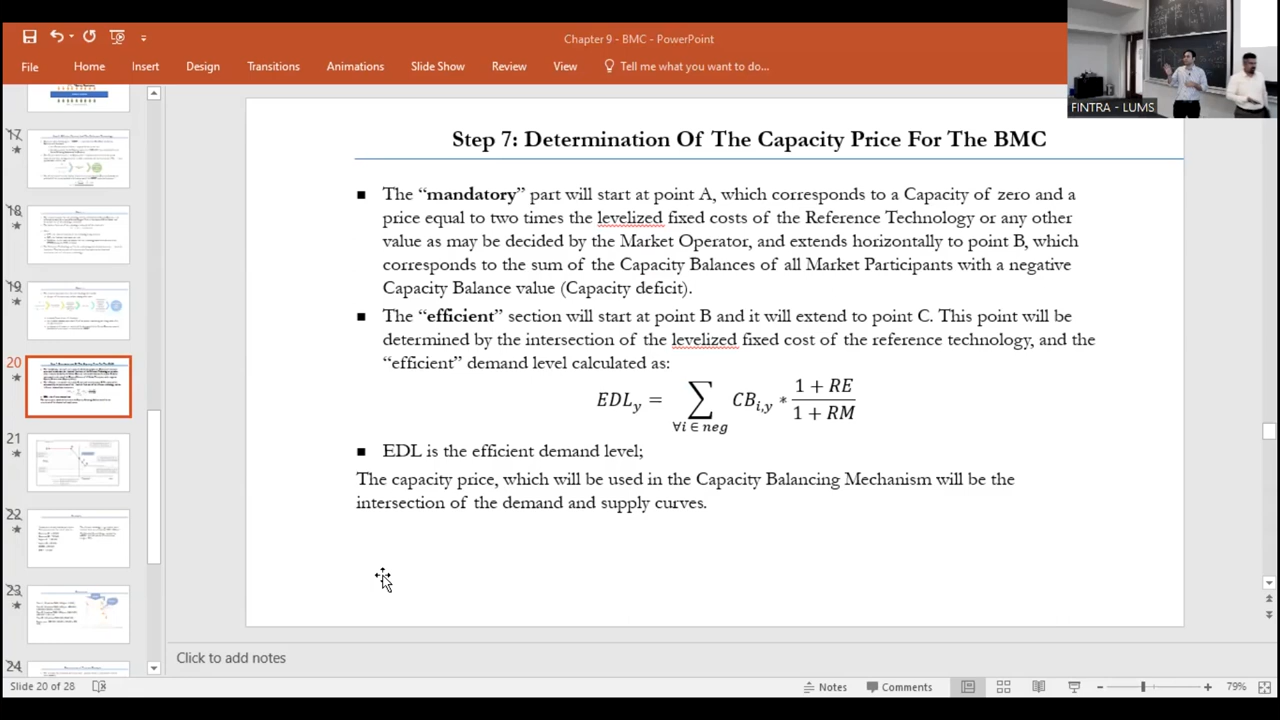 Chapter 9 - BMC - PowerPoint
File Home Insert Design Transitions Animations Slide Show Review View Tell me what you want to do...
FINTRA - LUMS
17
18
19
20
21
22
23
24
Step 7: Determination Of The Capacity Price For The BMC
■ The “mandatory” part will start at point A, which corresponds to a Capacity of zero and a
price equal to two times the levelized fixed costs of the Reference Technology or any other
value as may be decided by the Market Operator, and extends horizontally to point B, which
corresponds to the sum of the Capacity Balances of all Market Participants with a negative
Capacity Balance value (Capacity deficit).
■ The “efficient” section will start at point B and it will extend to point C. This point will be
determined by the intersection of the levelized fixed cost of the reference technology, and the
“efficient” demand level calculated as:
EDL_y = ∑_{∀i ∈ neg} CB_{i,y} * (1 + RE)/(1 + RM)
■ EDL is the efficient demand level;
The capacity price, which will be used in the Capacity Balancing Mechanism will be the
intersection of the demand and supply curves.
Click to add notes
Slide 20 of 28 Notes Comments 79%